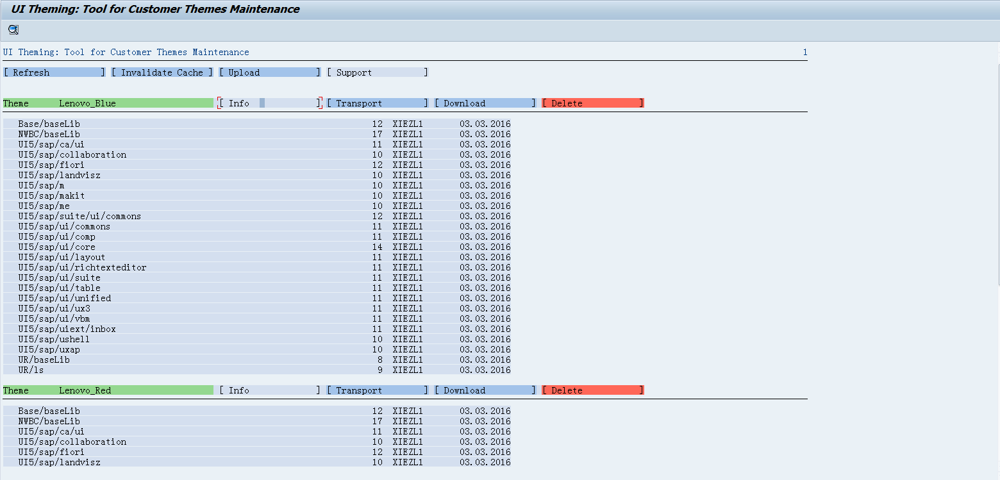 UI Theming: Tool for Customer Themes Maintenance
UI Theming: Tool for Customer Themes Maintenance 1
[ Refresh ] [ Invalidate Cache ] [ Upload ] [ Support ]
Theme Lenovo_Blue [ Info ] [ Transport ] [ Download ] [ Delete ]
Base/baseLib 12 XIEZL1 03.03.2016
NWBC/baseLib 17 XIEZL1 03.03.2016
UI5/sap/ca/ui 11 XIEZL1 03.03.2016
UI5/sap/collaboration 10 XIEZL1 03.03.2016
UI5/sap/fiori 12 XIEZL1 03.03.2016
UI5/sap/landvisz 10 XIEZL1 03.03.2016
UI5/sap/m 10 XIEZL1 03.03.2016
UI5/sap/makit 10 XIEZL1 03.03.2016
UI5/sap/me 10 XIEZL1 03.03.2016
UI5/sap/suite/ui/commons 12 XIEZL1 03.03.2016
UI5/sap/ui/commons 11 XIEZL1 03.03.2016
UI5/sap/ui/comp 11 XIEZL1 03.03.2016
UI5/sap/ui/core 14 XIEZL1 03.03.2016
UI5/sap/ui/layout 11 XIEZL1 03.03.2016
UI5/sap/ui/richtexteditor 11 XIEZL1 03.03.2016
UI5/sap/ui/suite 11 XIEZL1 03.03.2016
UI5/sap/ui/table 11 XIEZL1 03.03.2016
UI5/sap/ui/unified 11 XIEZL1 03.03.2016
UI5/sap/ui/ux3 11 XIEZL1 03.03.2016
UI5/sap/ui/vbm 11 XIEZL1 03.03.2016
UI5/sap/uiext/inbox 11 XIEZL1 03.03.2016
UI5/sap/ushell 10 XIEZL1 03.03.2016
UI5/sap/uxap 10 XIEZL1 03.03.2016
UR/baseLib 8 XIEZL1 03.03.2016
UR/ls 9 XIEZL1 03.03.2016
Theme Lenovo_Red [ Info ] [ Transport ] [ Download ] [ Delete ]
Base/baseLib 12 XIEZL1 03.03.2016
NWBC/baseLib 17 XIEZL1 03.03.2016
UI5/sap/ca/ui 11 XIEZL1 03.03.2016
UI5/sap/collaboration 10 XIEZL1 03.03.2016
UI5/sap/fiori 12 XIEZL1 03.03.2016
UI5/sap/landvisz 10 XIEZL1 03.03.2016